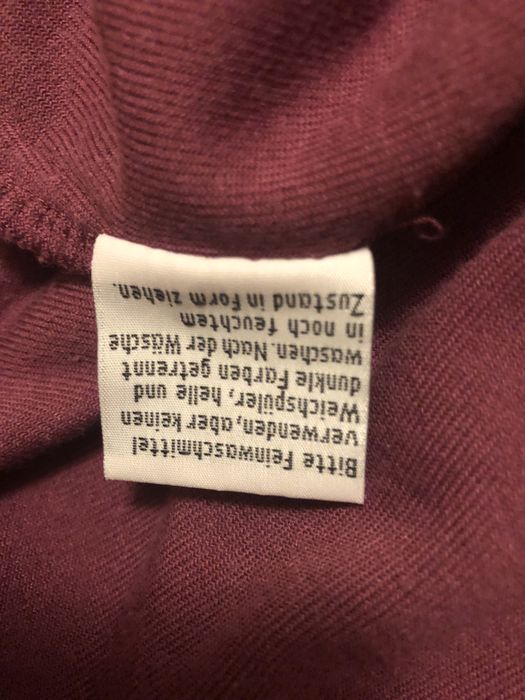 Bitte Feinwaschmittel
verwenden,aber keinen
Weichspüler, helle und
dunkle Farben getrennt
waschen.Nach der Wäsche
in noch feuchtem
Zustand in Form ziehen.